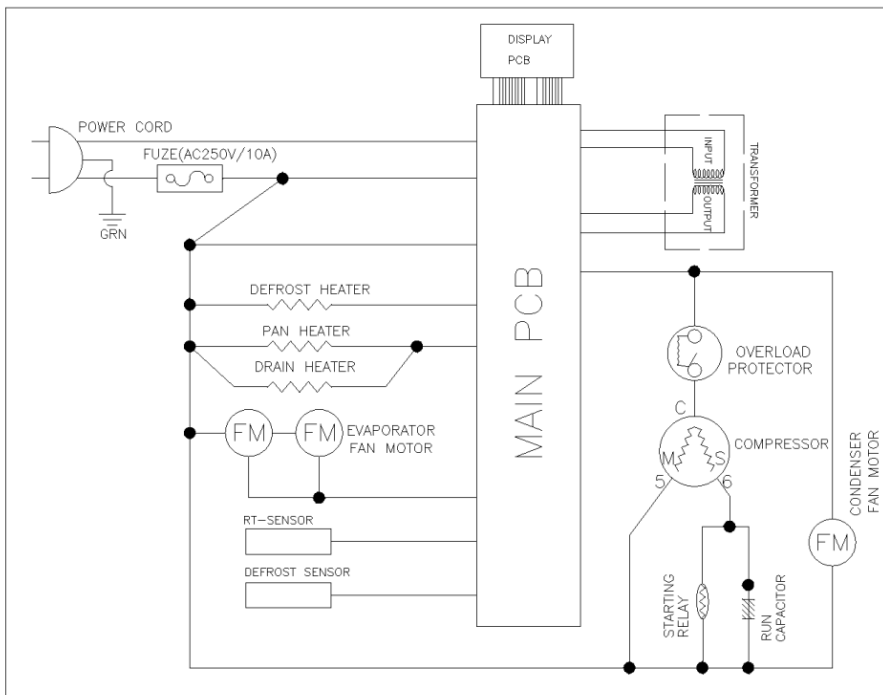 DISPLAY
PCB
POWER CORD
FUZE(AC250V/10A)
GRN
INPUT
OUTPUT
TRANSFORMER
MAIN PCB
DEFROST HEATER
PAN HEATER
DRAIN HEATER
FM
FM
EVAPORATOR
FAN MOTOR
RT-SENSOR
DEFROST SENSOR
OVERLOAD
PROTECTOR
C
COMPRESSOR
M
S
5
6
CONDENSER
FAN MOTOR
FM
STARTING
RELAY
RUN
CAPACITOR